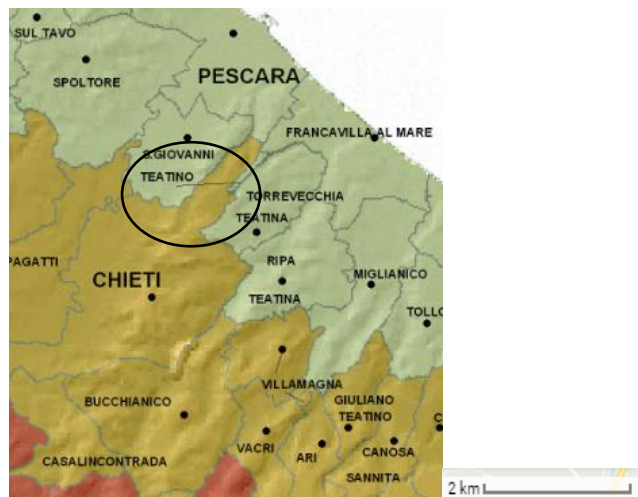 SUL TAVO
SPOLTORE
PESCARA
FRANCAVILLA AL MARE
S.GIOVANNI
TEATINO
TORREVECCHIA
TEATINA
PAGATTI
CHIETI
RIPA
TEATINA
MIGLIANICO
TOLLO
VILLAMAGNA
BUCCHIANICO
GIULIANO
TEATINO
C
VACRI
ARI
CANOSA
SANNITA
CASALINCONTRADA
2 km